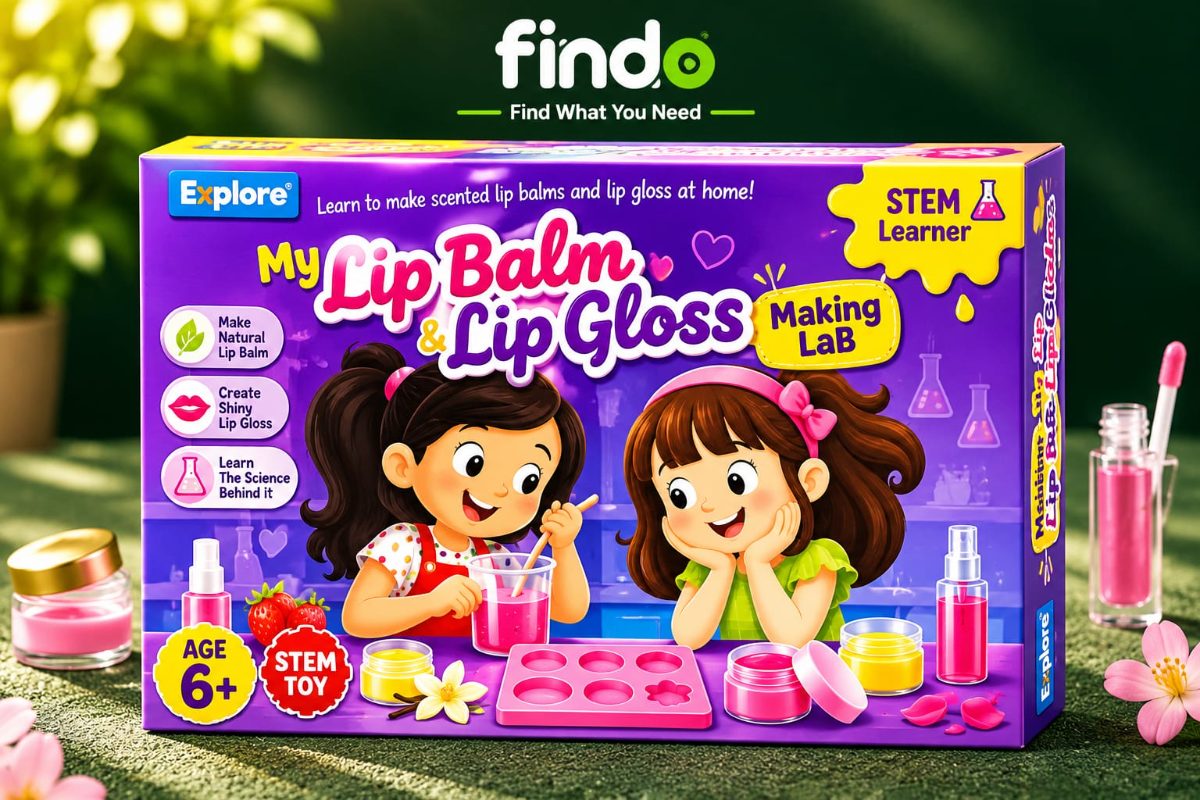 findo
Find What You Need
Explore®
Learn to make scented lip balms and lip gloss at home!
STEM
Learner
My Lip Balm
& Lip Gloss
Making
LaB
Make
Natural
Lip Balm
Create
Shiny
Lip Gloss
Learn
The Science
Behind it
AGE
6+
STEM
TOY
Explore